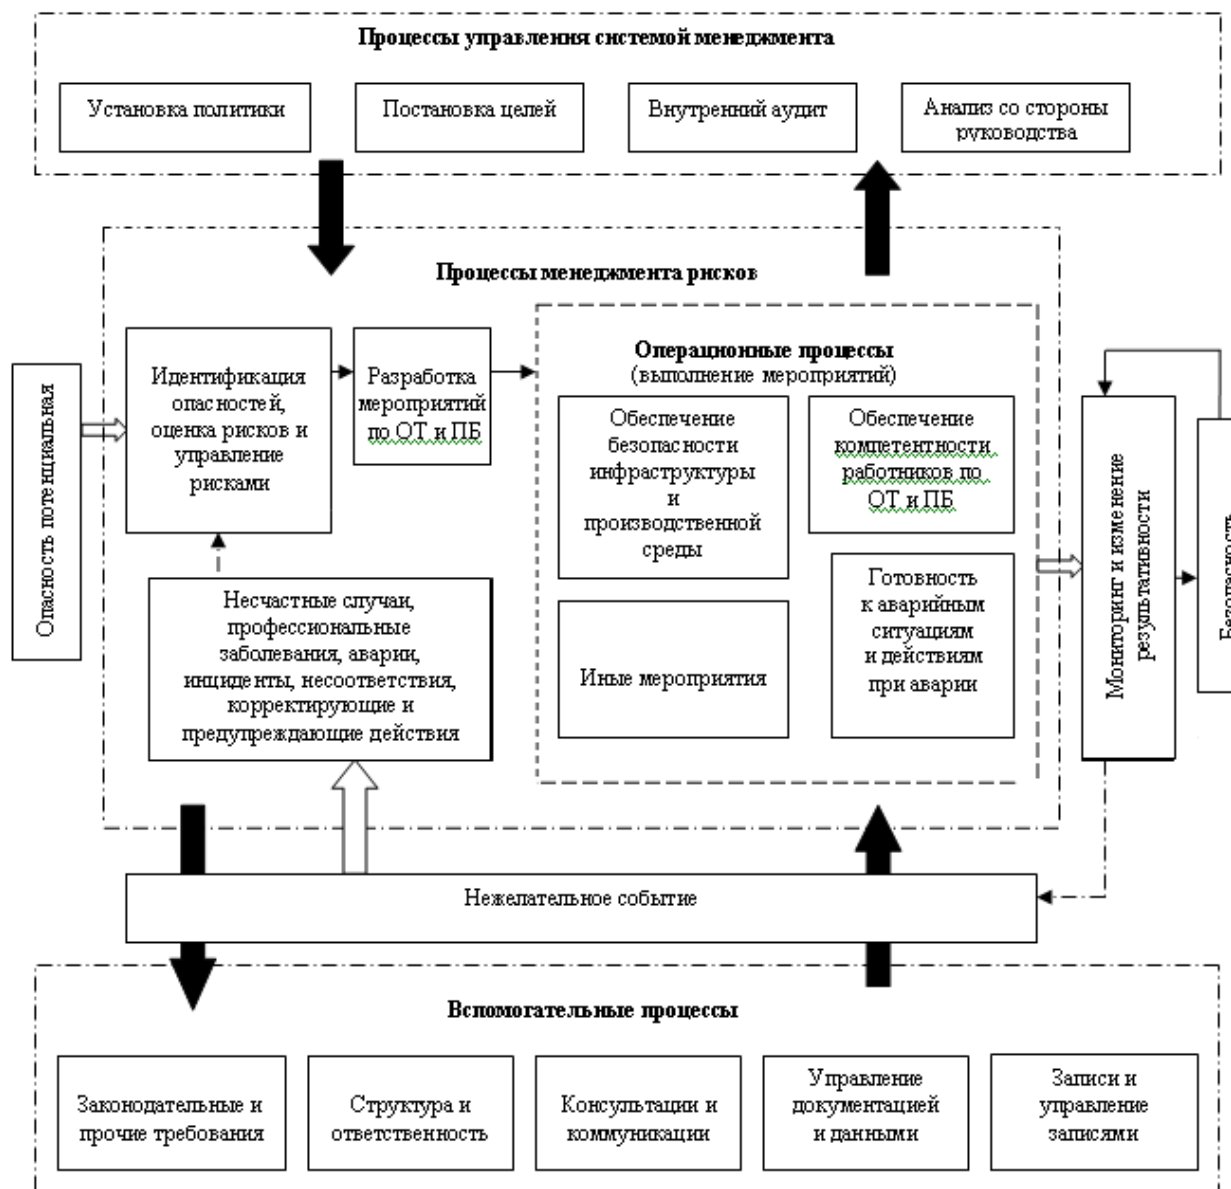 Процессы управления системой менеджмента
Установка политики
Постановка целей
Внутренний аудит
Анализ со стороны
руководства
Процессы менеджмента рисков
Опасность потенциальная
Идентификация
опасностей,
оценка рисков и
управление
рисками
Разработка
мероприятий
по ОТ и ПБ
Операционные процессы
(выполнение мероприятий)
Обеспечение
безопасности
инфраструктуры
и
производственной
среды
Обеспечение
компетентности
работников по
ОТ и ПБ
Несчастные случаи,
профессиональные
заболевания, аварии,
инциденты, несоответствия,
корректирующие и
предупреждающие действия
Иные мероприятия
Готовность
к аварийным
ситуациям
и действиям
при аварии
Мониторинг и изменение
результативности
Безопасность
Нежелательное событие
Вспомогательные процессы
Законодательные и
прочие требования
Структура и
ответственность
Консультации и
коммуникации
Управление
документацией
и данными
Записи и
управление
записями